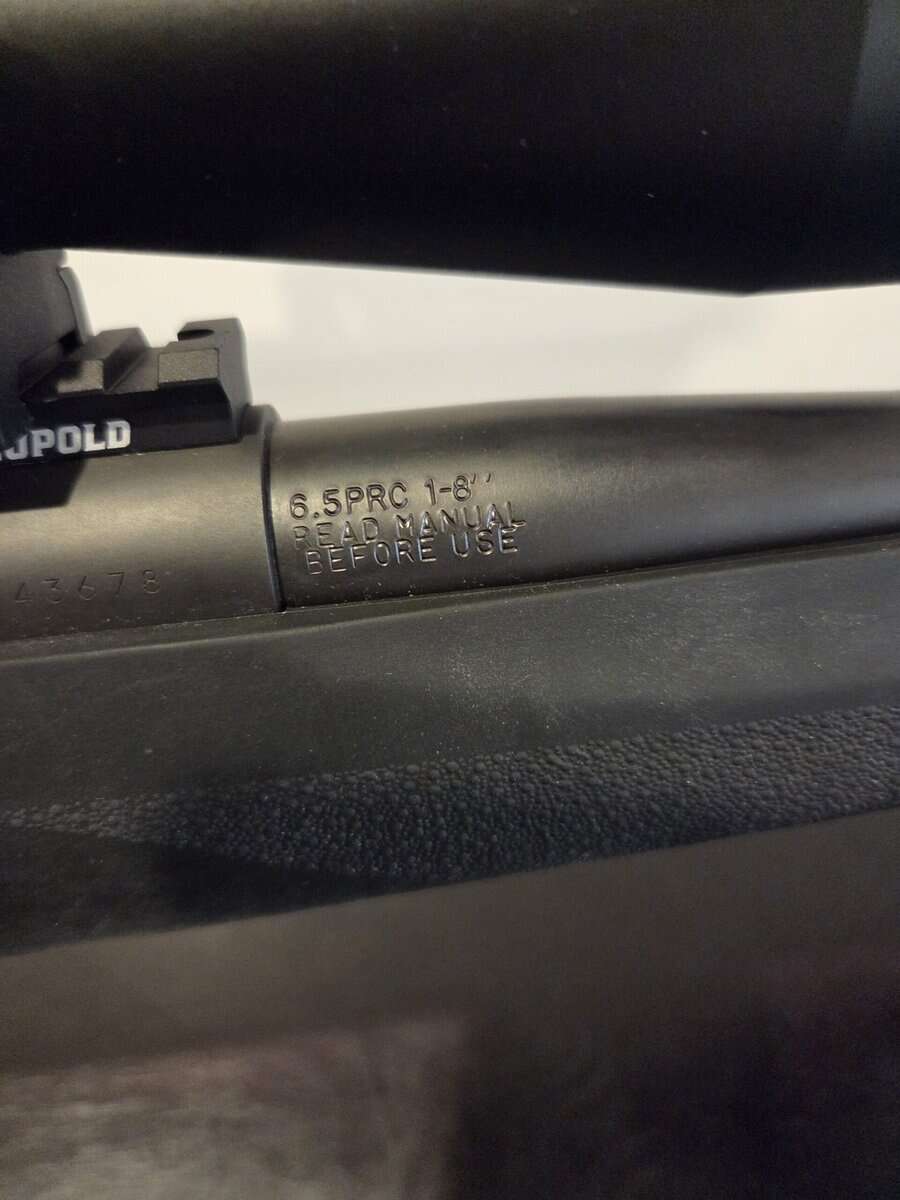 UPOLD
6.5PRC 1-8''
READ MANUAL
BEFORE USE
43678